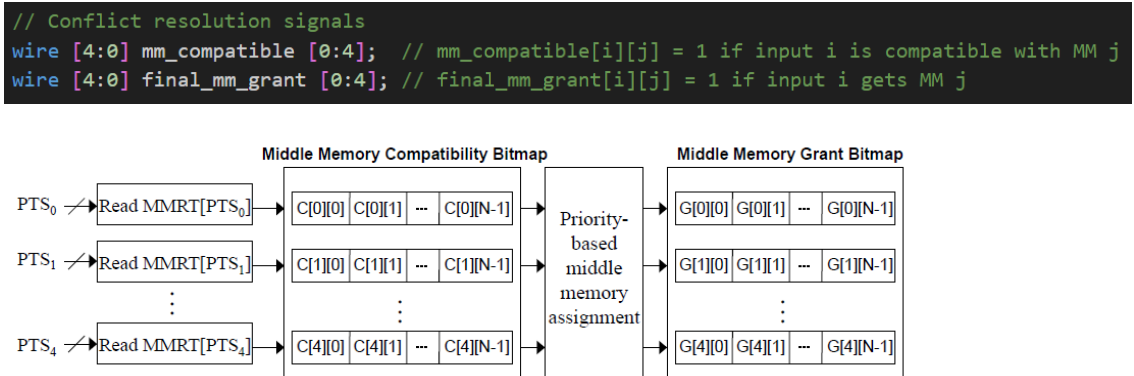 // Conflict resolution signals
wire [4:0] mm_compatible [0:4];  // mm_compatible[i][j] = 1 if input i is compatible with MM j
wire [4:0] final_mm_grant [0:4]; // final_mm_grant[i][j] = 1 if input i gets MM j
Middle Memory Compatibility Bitmap
Middle Memory Grant Bitmap
PTS₀ Read MMRT[PTS₀] C[0][0] C[0][1] --- C[0][N-1]
PTS₁ Read MMRT[PTS₁] C[1][0] C[1][1] --- C[1][N-1]
⋮ ⋮
PTS₄ Read MMRT[PTS₄] C[4][0] C[4][1] --- C[4][N-1]
Priority-
based
middle
memory
assignment
G[0][0] G[0][1] --- G[0][N-1]
G[1][0] G[1][1] --- G[1][N-1]
⋮
G[4][0] G[4][1] --- G[4][N-1]